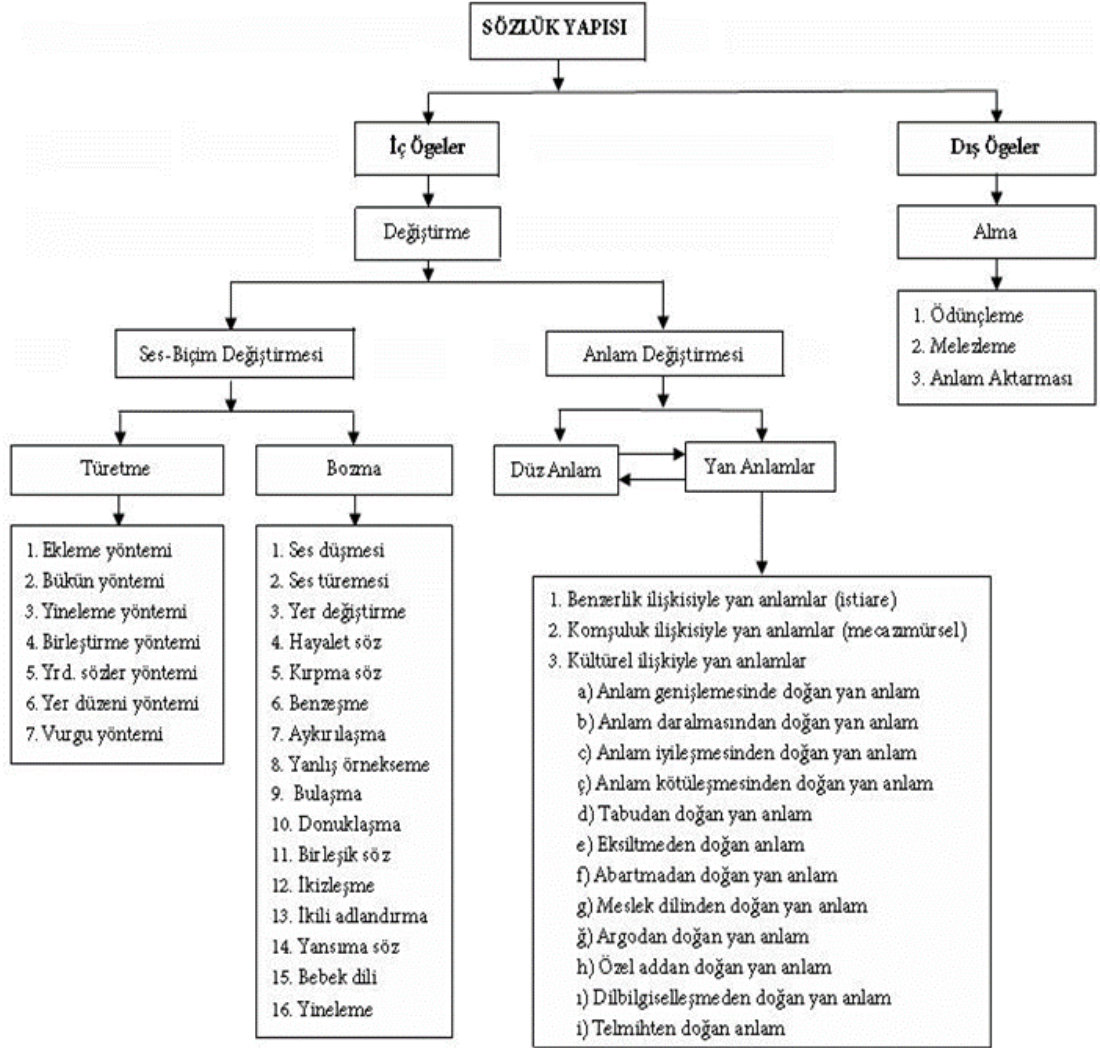 SÖZLÜK YAPISI
İç Ögeler
Dış Ögeler
Değiştirme
Alma
Ses-Biçim Değiştirmesi
Anlam Değiştirmesi
1. Ödünçleme
2. Melezleme
3. Anlam Aktarması
Türetme
Bozma
Düz Anlam
Yan Anlamlar
1. Ekleme yöntemi
2. Bükün yöntemi
3. Yineleme yöntemi
4. Birleştirme yöntemi
5. Yrd. sözler yöntemi
6. Yer düzeni yöntemi
7. Vurgu yöntemi
1. Ses düşmesi
2. Ses türemesi
3. Yer değiştirme
4. Hayalet söz
5. Kırpma söz
6. Benzeşme
7. Aykırılaşma
8. Yanlış örnekseme
9. Bulaşma
10. Donuklaşma
11. Birleşik söz
12. İkizleşme
13. İkili adlandırma
14. Yansıma söz
15. Bebek dili
16. Yineleme
1. Benzerlik ilişkisiyle yan anlamlar (istiare)
2. Komşuluk ilişkisiyle yan anlamlar (mecazmürsel)
3. Kültürel ilişkiyle yan anlamlar
a) Anlam genişlemesinde doğan yan anlam
b) Anlam daralmasından doğan yan anlam
c) Anlam iyileşmesinden doğan yan anlam
ç) Anlam kötüleşmesinden doğan yan anlam
d) Tabudan doğan yan anlam
e) Eksiltmeden doğan anlam
f) Abartmadan doğan yan anlam
g) Meslek dilinden doğan yan anlam
ğ) Argodan doğan yan anlam
h) Özel addan doğan yan anlam
ı) Dilbilgiselleşmeden doğan yan anlam
i) Telmihten doğan anlam